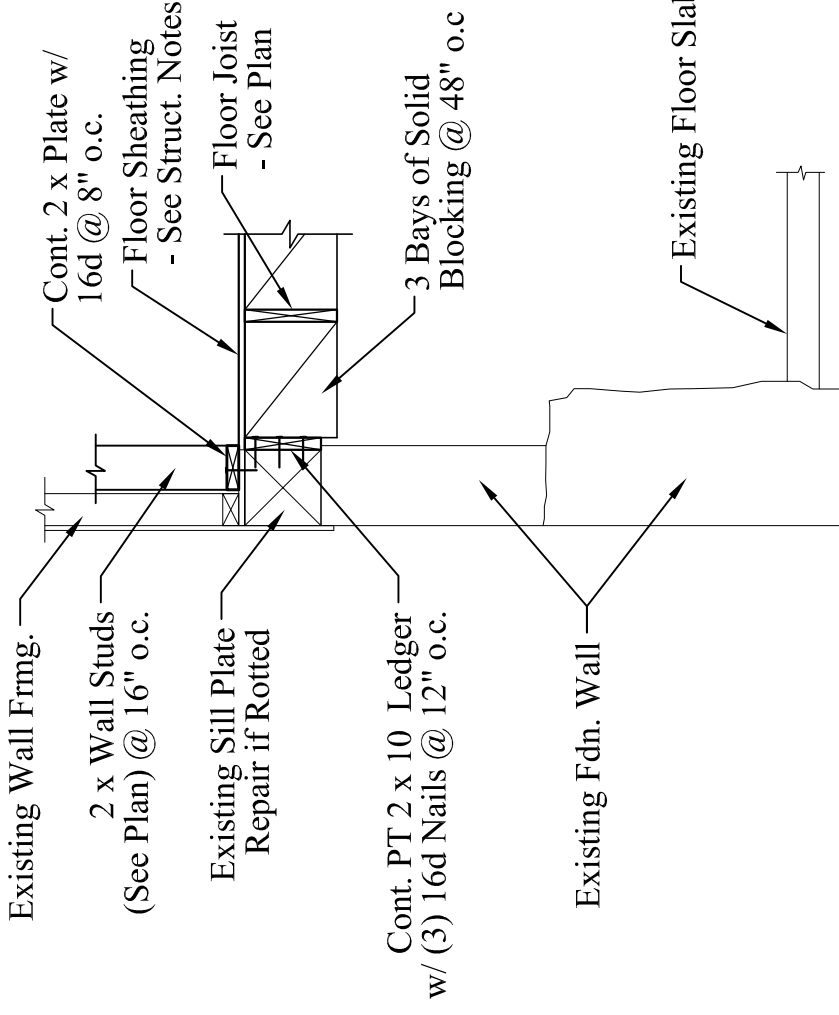 Existing Wall Frmg.
2 x Wall Studs
(See Plan) @ 16" o.c.
Existing Sill Plate
Repair if Rotted
Cont. PT 2 x 10 Ledger
w/ (3) 16d Nails @ 12" o.c.
Existing Fdn. Wall
Cont. 2 x Plate w/
16d @ 8" o.c.
Floor Sheathing
- See Struct. Notes
Floor Joist
- See Plan
3 Bays of Solid
Blocking @ 48" o.c
Existing Floor Slab